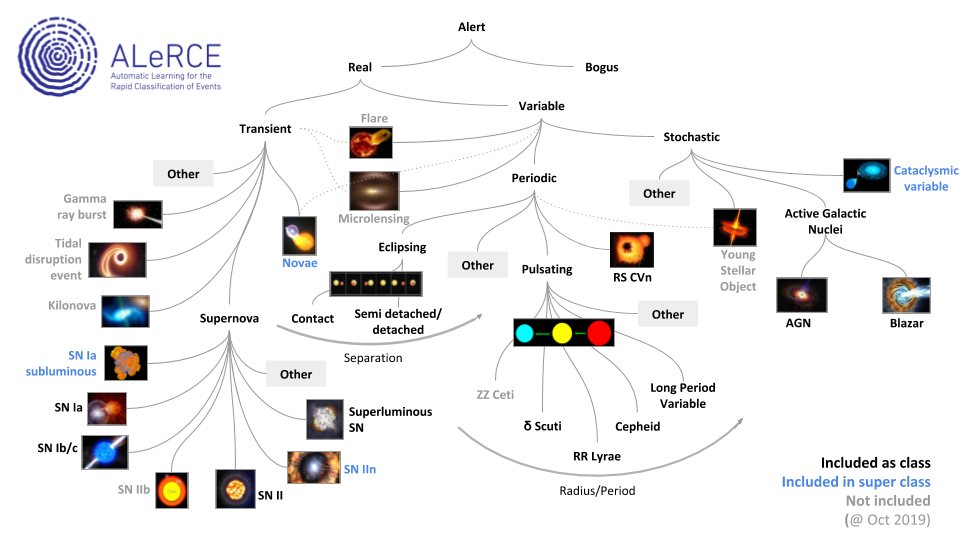 Alert
ALeRCE
Automatic Learning for the
Rapid Classification of Events
Real
Bogus
Variable
Transient
Flare
Stochastic
Other
Periodic
Other
Cataclysmic
variable
Gamma
ray burst
Microlensing
Active Galactic
Nuclei
Tidal
disruption
event
Novae
Eclipsing
Other
Pulsating
RS CVn
Young
Stellar
Object
Kilonova
Supernova
Contact
Semi detached/
detached
Other
AGN
Blazar
Separation
SN Ia
subluminous
Other
ZZ Ceti
Long Period
Variable
SN Ia
Superluminous
SN
δ Scuti
Cepheid
SN Ib/c
RR Lyrae
SN IIn
SN IIb
SN II
Radius/Period
Included as class
Included in super class
Not included
(@ Oct 2019)